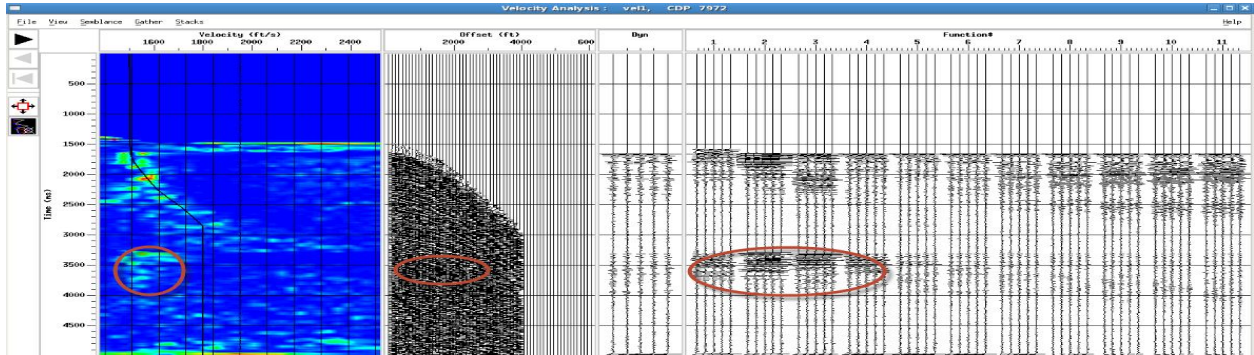 Velocity Analysis : vel1, CDP 7972
File View Semblance Gather Stacks Help
Velocity (ft/s) Offset (ft) Dyn Function#
1600 1800 2000 2200 2400 2000 4000 600 1 2 3 4 5 6 7 8 9 10 11
500
1000
1500
2000
2500
3000
3500
4000
4500
Time (ms)